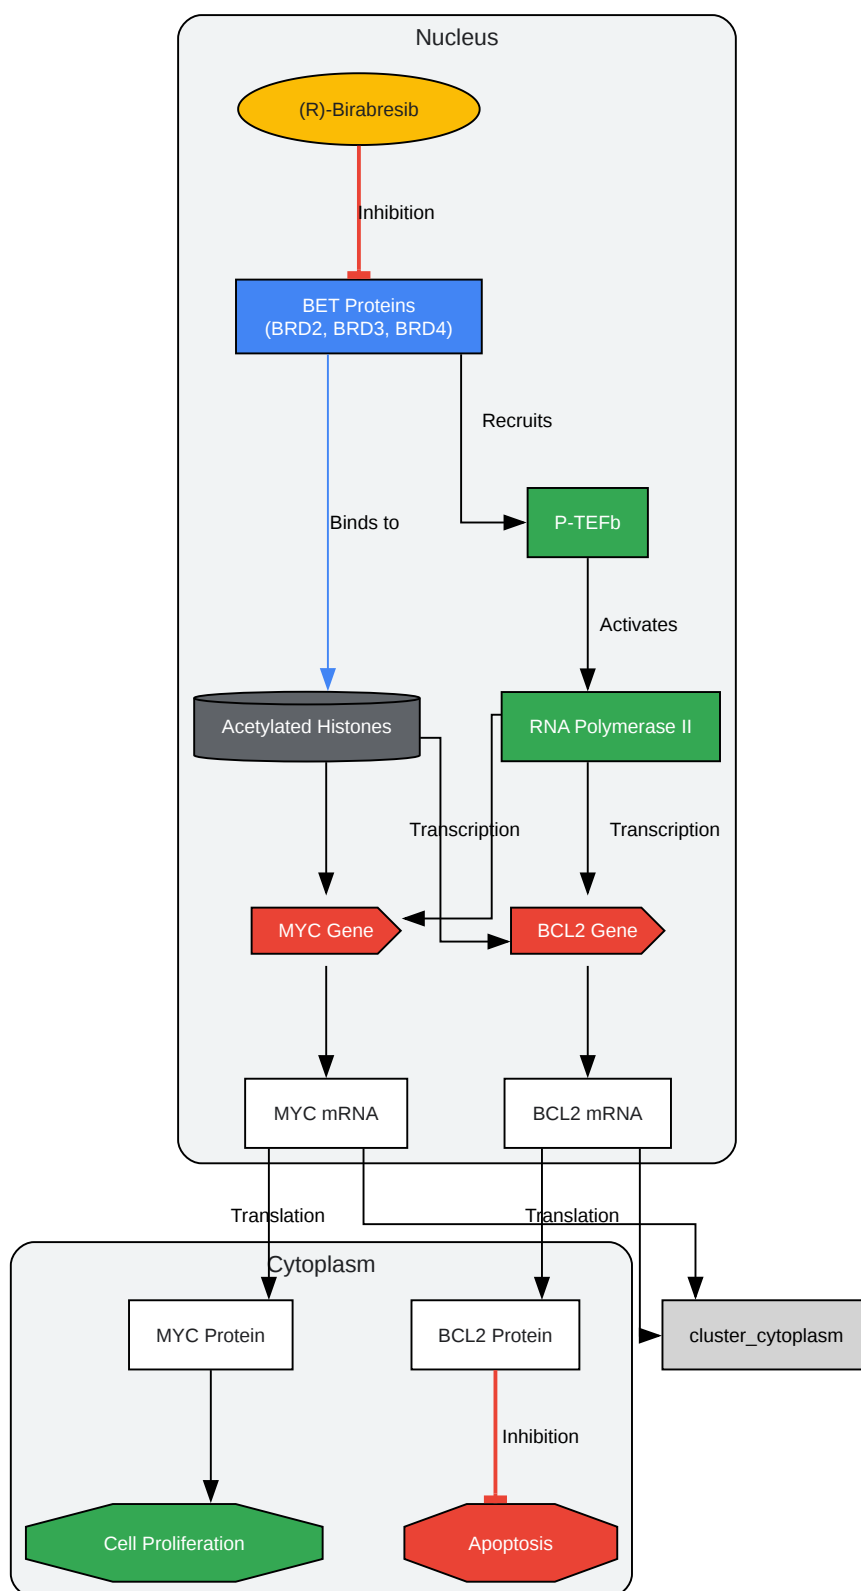 Nucleus
(R)-Birabresib
Inhibition
BET Proteins
(BRD2, BRD3, BRD4)
Recruits
Binds to
P-TEFb
Activates
Acetylated Histones
RNA Polymerase II
Transcription
Transcription
MYC Gene
BCL2 Gene
MYC mRNA
BCL2 mRNA
Translation
Translation
Cytoplasm
MYC Protein
BCL2 Protein
cluster_cytoplasm
Inhibition
Cell Proliferation
Apoptosis